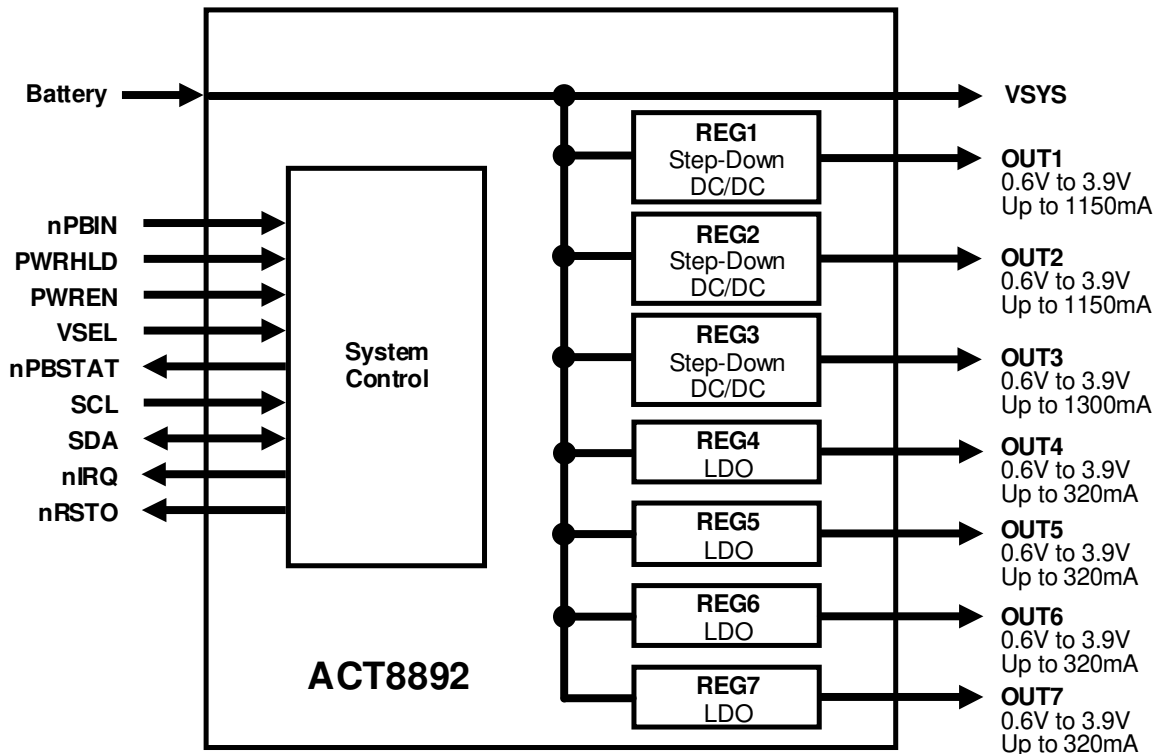 Battery
nPBIN
PWRHLD
PWREN
VSEL
nPBSTAT
SCL
SDA
nIRQ
nRSTO
System
Control
ACT8892
REG1
Step-Down
DC/DC
REG2
Step-Down
DC/DC
REG3
Step-Down
DC/DC
REG4
LDO
REG5
LDO
REG6
LDO
REG7
LDO
VSYS
OUT1
0.6V to 3.9V
Up to 1150mA
OUT2
0.6V to 3.9V
Up to 1150mA
OUT3
0.6V to 3.9V
Up to 1300mA
OUT4
0.6V to 3.9V
Up to 320mA
OUT5
0.6V to 3.9V
Up to 320mA
OUT6
0.6V to 3.9V
Up to 320mA
OUT7
0.6V to 3.9V
Up to 320mA